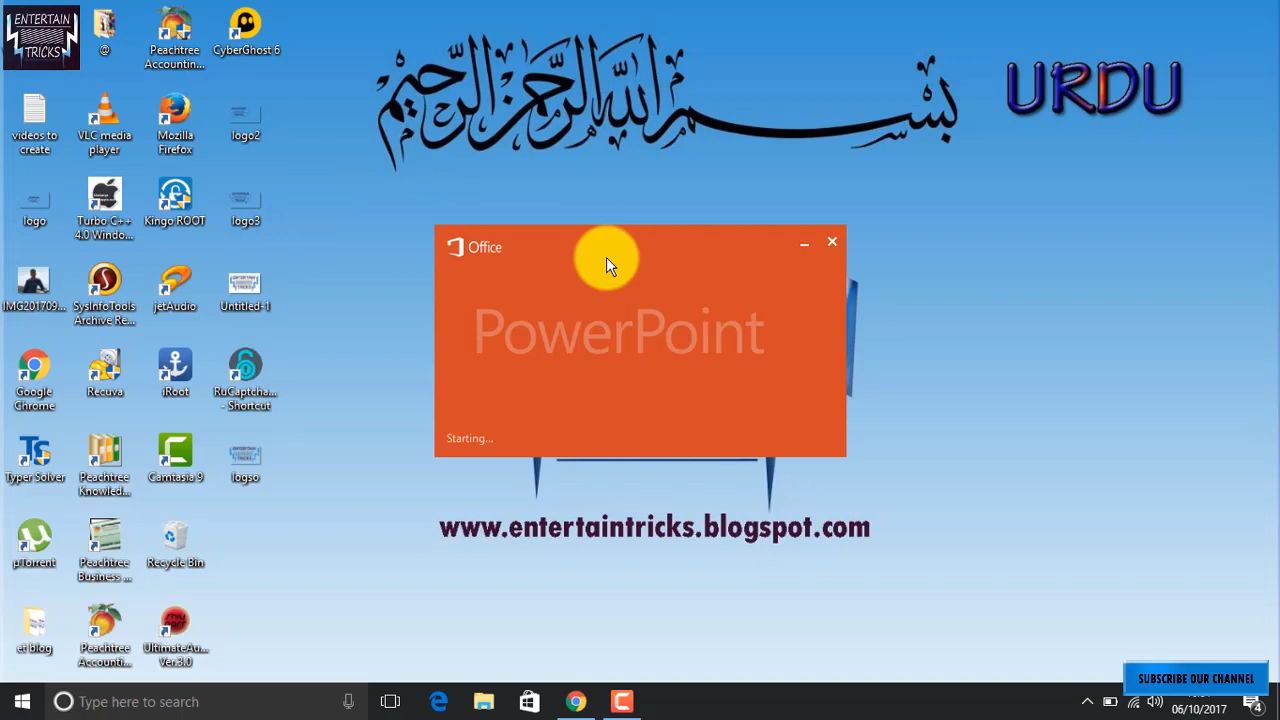 ENTERTAIN
TRICKS
@
Peachtree
Accountin...
CyberGhost 6
بسم الله الرحمن الرحيم
URDU
videos to
create
VLC media
player
Mozilla
Firefox
logo2
logo
Turbo C++
4.0 Windo...
Kingo ROOT
logo3
Office
PowerPoint
Starting...
IMG201709...
SysInfoTools
Archive Re...
jetAudio
Untitled-1
Google
Chrome
Recuva
iRoot
RuCaptcha...
- Shortcut
Typer Solver
Peachtree
Knowled...
Camtasia 9
logso
www.entertaintricks.blogspot.com
µTorrent
Peachtree
Business ...
Recycle Bin
et blog
Peachtree
Accounti...
UltimateAu...
Ver.3.0
SUBSCRIBE OUR CHANNEL
Type here to search
06/10/2017
4